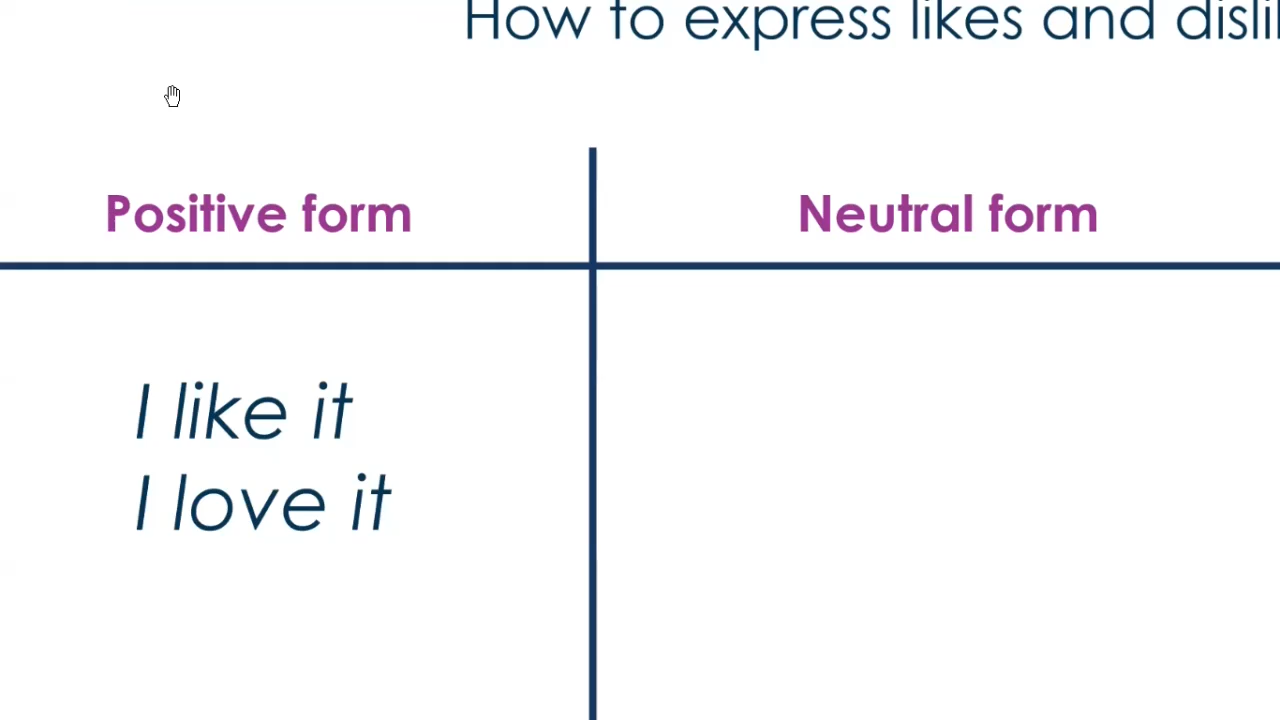 How to express likes and
Positive form
Neutral form
I like it
I love it